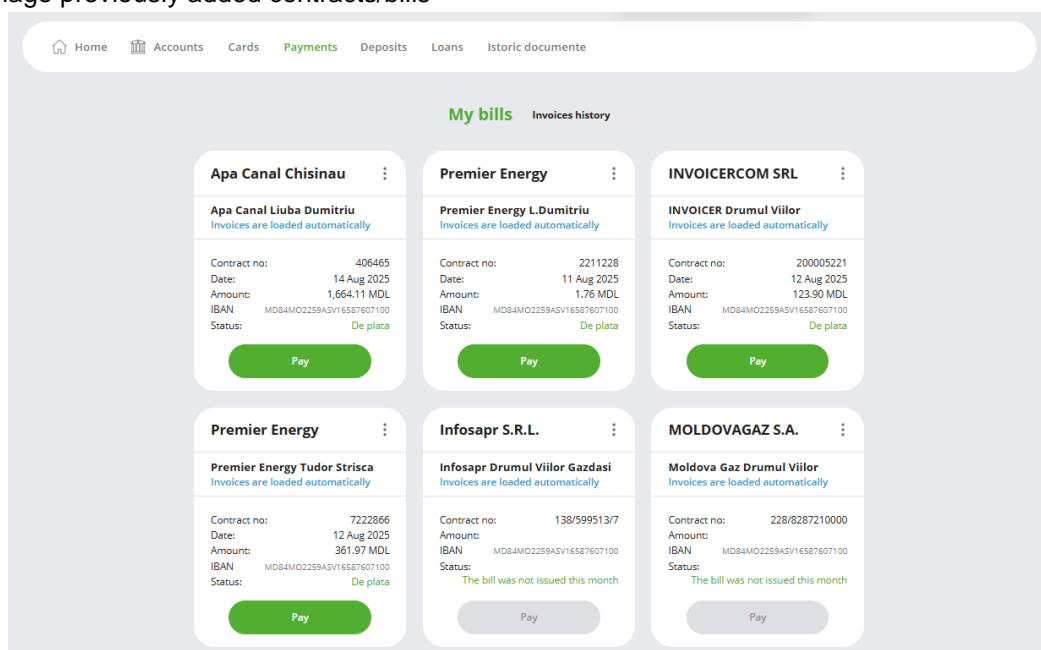 previously added contracts/bills
Home Accounts Cards Payments Deposits Loans Istoric documente
My bills Invoices history
Apa Canal Chisinau
Apa Canal Liuba Dumitriu
Invoices are loaded automatically
Contract no: 406465
Date: 14 Aug 2025
Amount: 1,664.11 MDL
IBAN MD84MO2259ASV16587607100
Status: De plata
Pay
Premier Energy
Premier Energy L.Dumitriu
Invoices are loaded automatically
Contract no: 2211228
Date: 11 Aug 2025
Amount: 1.76 MDL
IBAN MD84MO2259ASV16587607100
Status: De plata
Pay
INVOICERCOM SRL
INVOICER Drumul Viilor
Invoices are loaded automatically
Contract no: 200005221
Date: 12 Aug 2025
Amount: 123.90 MDL
IBAN MD84MO2259ASV16587607100
Status: De plata
Pay
Premier Energy
Premier Energy Tudor Strisca
Invoices are loaded automatically
Contract no: 7222866
Date: 12 Aug 2025
Amount: 361.97 MDL
IBAN MD84MO2259ASV16587607100
Status: De plata
Pay
Infosapr S.R.L.
Infosapr Drumul Viilor Gazdasi
Invoices are loaded automatically
Contract no: 138/599513/7
Amount:
IBAN MD84MO2259ASV16587607100
Status:
The bill was not issued this month
Pay
MOLDOVAGAZ S.A.
Moldova Gaz Drumul Viilor
Invoices are loaded automatically
Contract no: 228/8287210000
Amount:
IBAN MD84MO2259ASV16587607100
Status:
The bill was not issued this month
Pay